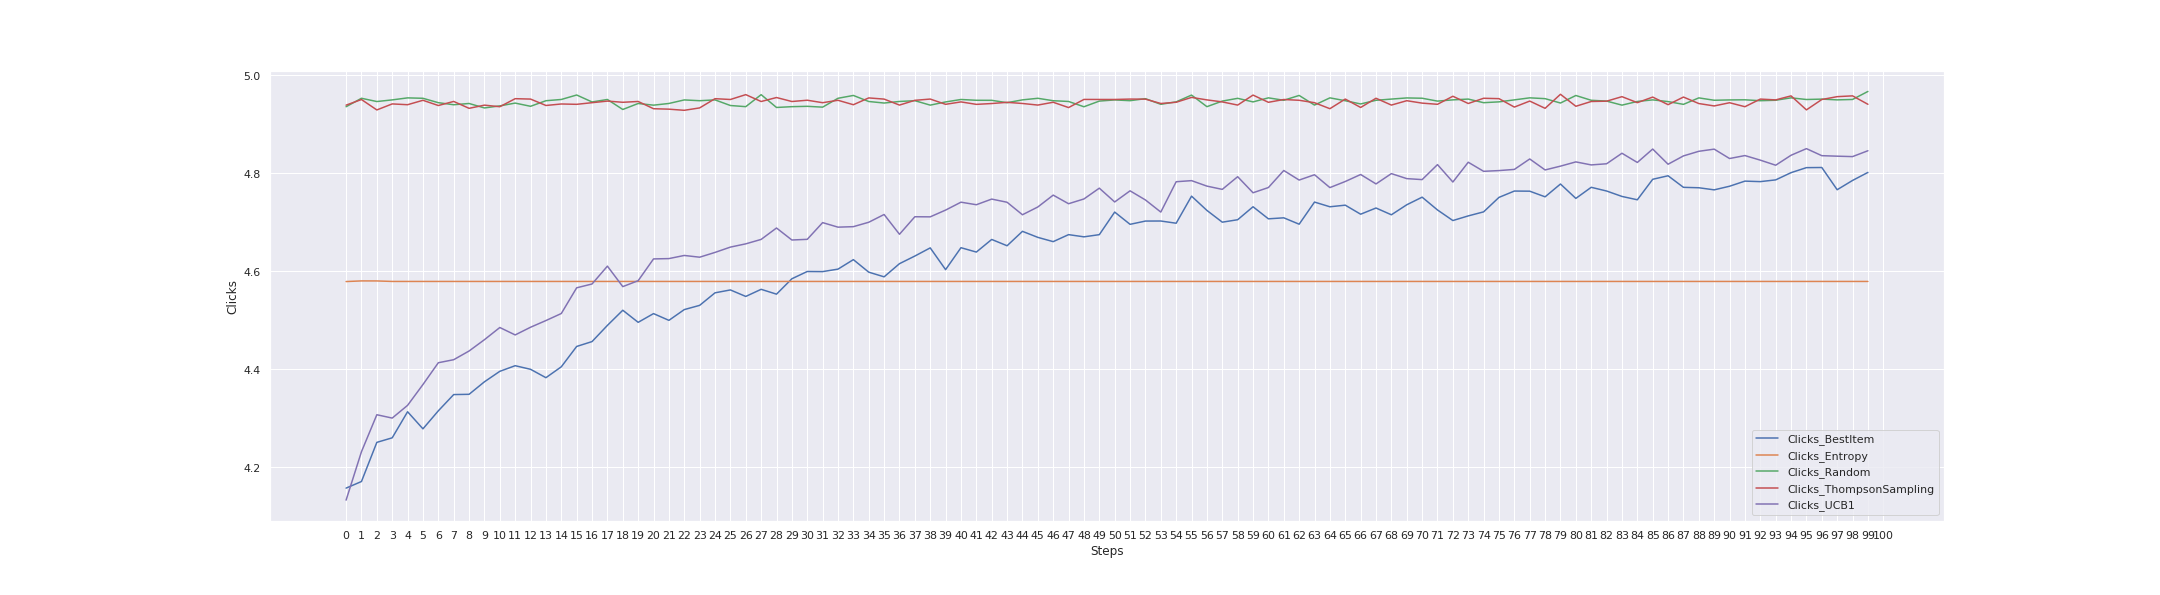 5.0
4.8
4.6
4.4
4.2
Clicks
0 1 2 3 4 5 6 7 8 9 10 11 12 13 14 15 16 17 18 19 20 21 22 23 24 25 26 27 28 29 30 31 32 33 34 35 36 37 38 39 40 41 42 43 44 45 46 47 48 49 50 51 52 53 54 55 56 57 58 59 60 61 62 63 64 65 66 67 68 69 70 71 72 73 74 75 76 77 78 79 80 81 82 83 84 85 86 87 88 89 90 91 92 93 94 95 96 97 98 99 100
Steps
Clicks_BestItem
Clicks_Entropy
Clicks_Random
Clicks_ThompsonSampling
Clicks_UCB1